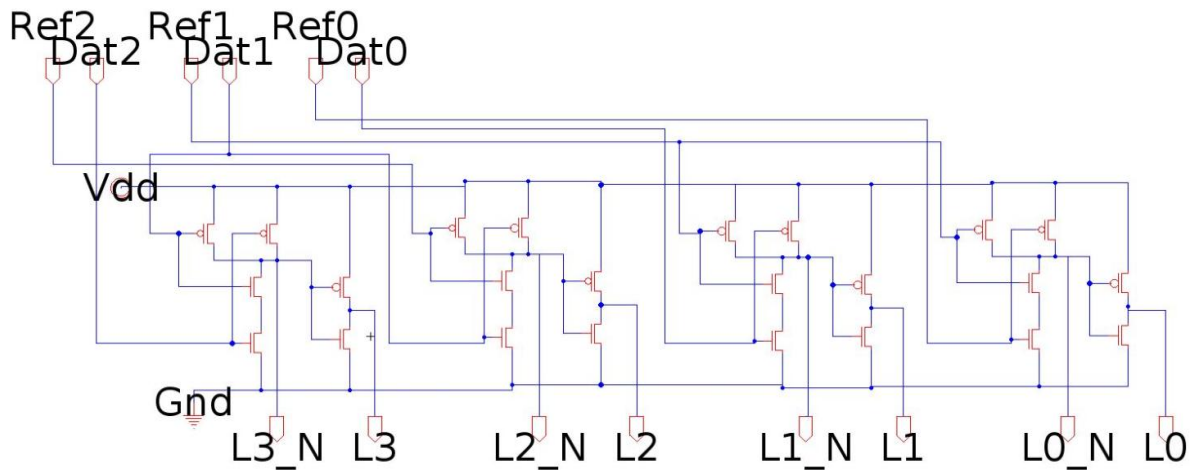 Ref2 Ref1 Ref0
Dat2 Dat1 Dat0
Vdd
Gnd
L3_N L3 L2_N L2 L1_N L1 L0_N L0